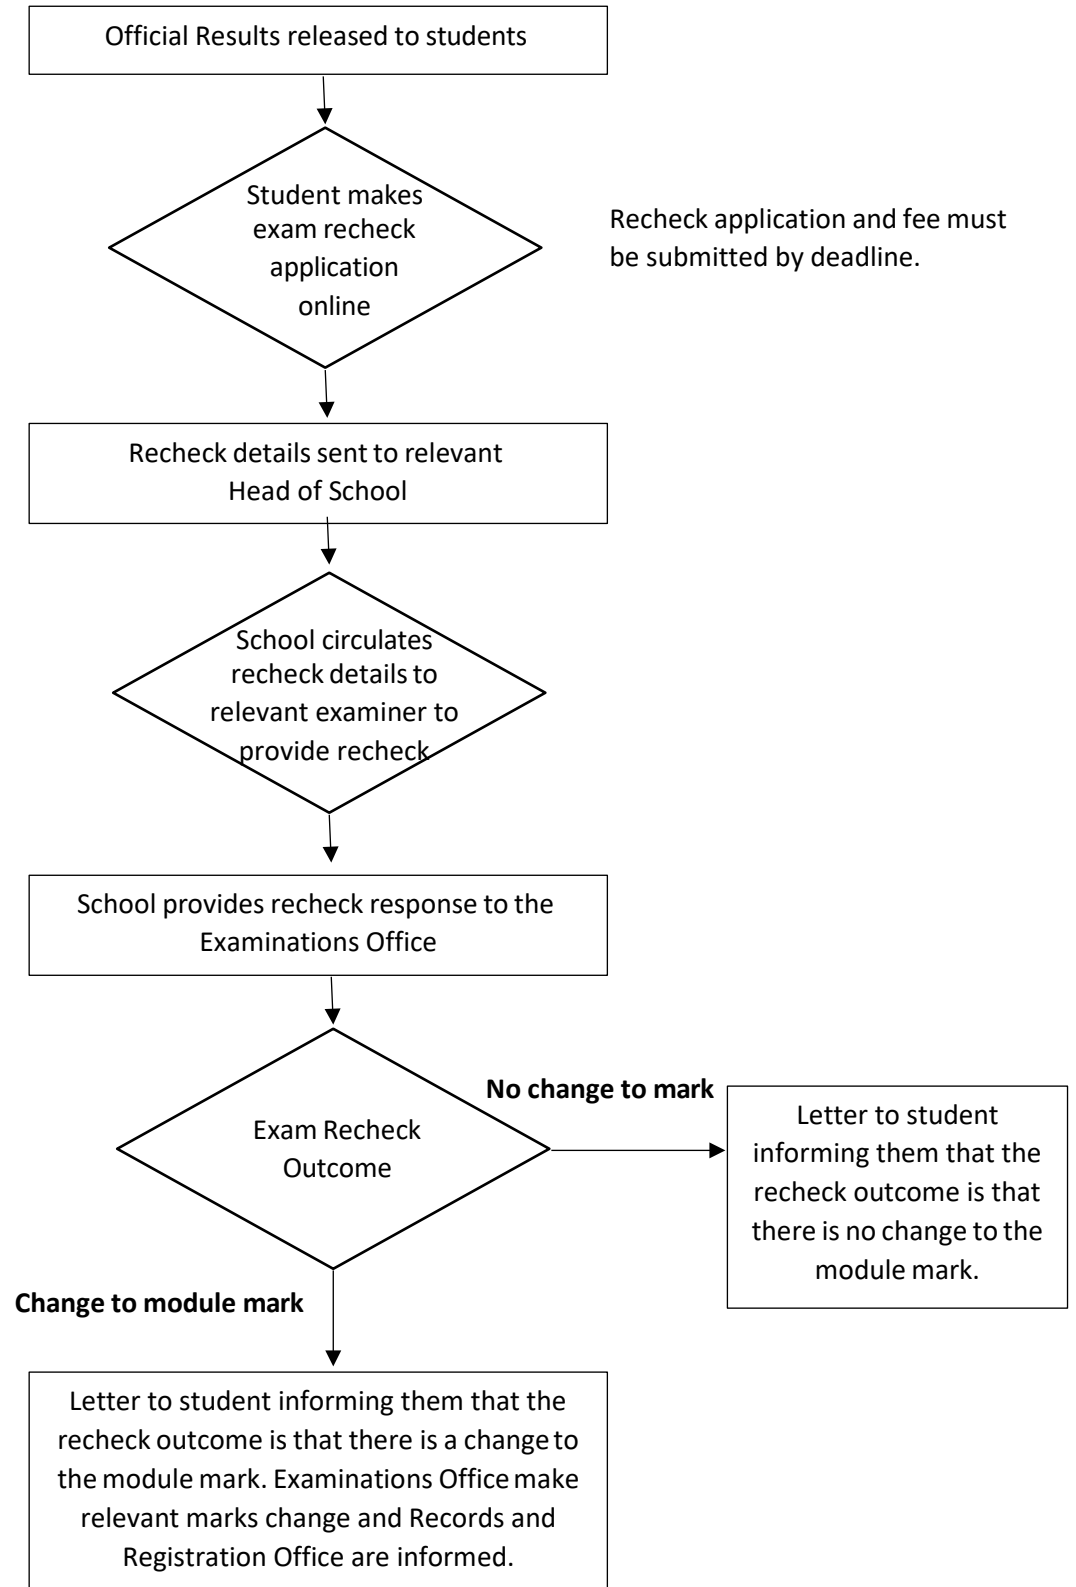 Official Results released to students
Student makes
exam recheck
application
online
Recheck application and fee must
be submitted by deadline.
Recheck details sent to relevant
Head of School
School circulates
recheck details to
relevant examiner to
provide recheck
School provides recheck response to the
Examinations Office
Exam Recheck
Outcome
No change to mark
Letter to student
informing them that the
recheck outcome is that
there is no change to the
module mark.
Change to module mark
Letter to student informing them that the
recheck outcome is that there is a change to
the module mark. Examinations Office make
relevant marks change and Records and
Registration Office are informed.